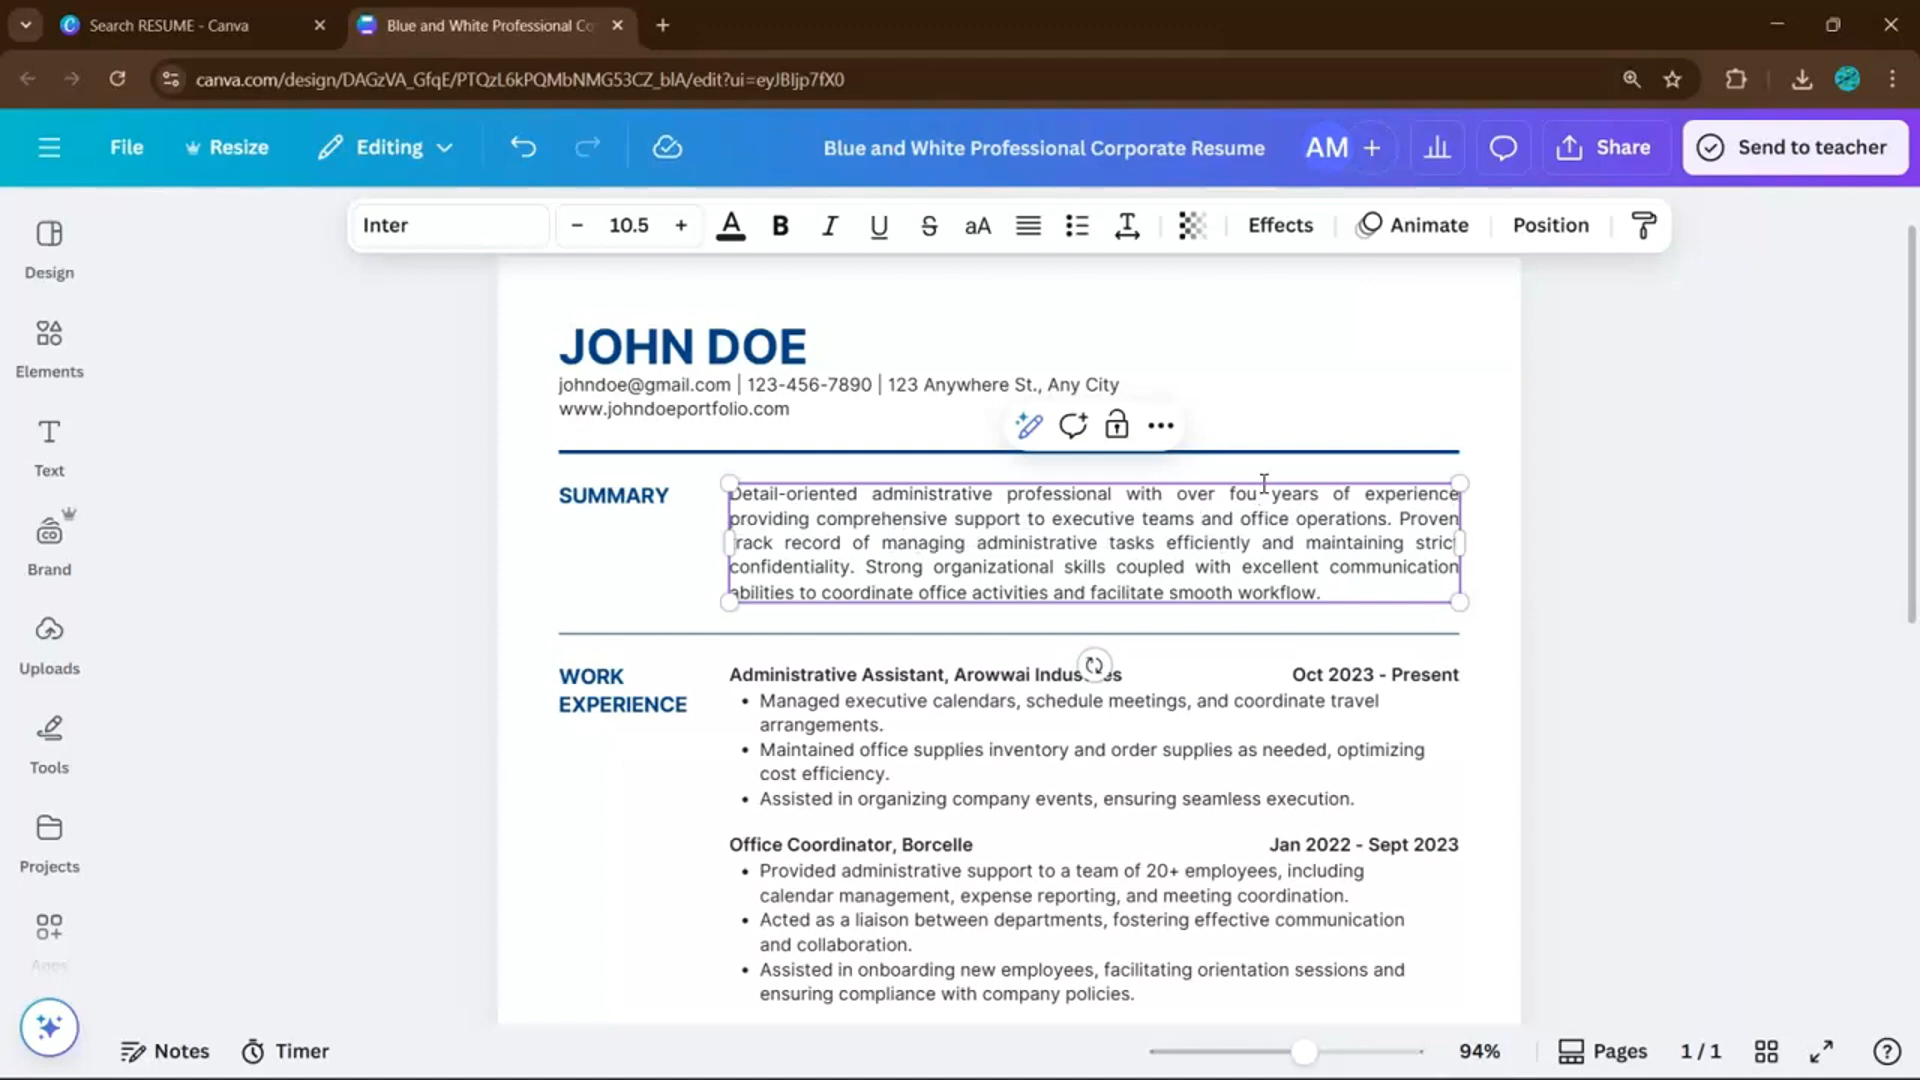 Search RESUME - Canva
Blue and White Professional Co
canva.com/design/DAGzVA_GfqE/PTQzL6kPQMbNMG53CZ_blA/edit?ui=eyJBIjp7fX0
File
Resize
Editing
Blue and White Professional Corporate Resume
AM
Share
Send to teacher
Inter
10.5
A
B
I
U
S
aA
T
Effects
Animate
Position
Design
Elements
Text
Brand
Uploads
Tools
Projects
Apps
JOHN DOE
johndoe@gmail.com | 123-456-7890 | 123 Anywhere St., Any City
www.johndoeportfolio.com
SUMMARY
Detail-oriented administrative professional with over fou years of experience
providing comprehensive support to executive teams and office operations. Proven
track record of managing administrative tasks efficiently and maintaining strict
confidentiality. Strong organizational skills coupled with excellent communication
abilities to coordinate office activities and facilitate smooth workflow.
WORK
EXPERIENCE
Administrative Assistant, Arowwai Industries
Oct 2023 - Present
• Managed executive calendars, schedule meetings, and coordinate travel
arrangements.
• Maintained office supplies inventory and order supplies as needed, optimizing
cost efficiency.
• Assisted in organizing company events, ensuring seamless execution.
Office Coordinator, Borcelle
Jan 2022 - Sept 2023
• Provided administrative support to a team of 20+ employees, including
calendar management, expense reporting, and meeting coordination.
• Acted as a liaison between departments, fostering effective communication
and collaboration.
• Assisted in onboarding new employees, facilitating orientation sessions and
ensuring compliance with company policies.
Notes
Timer
94%
Pages
1 / 1